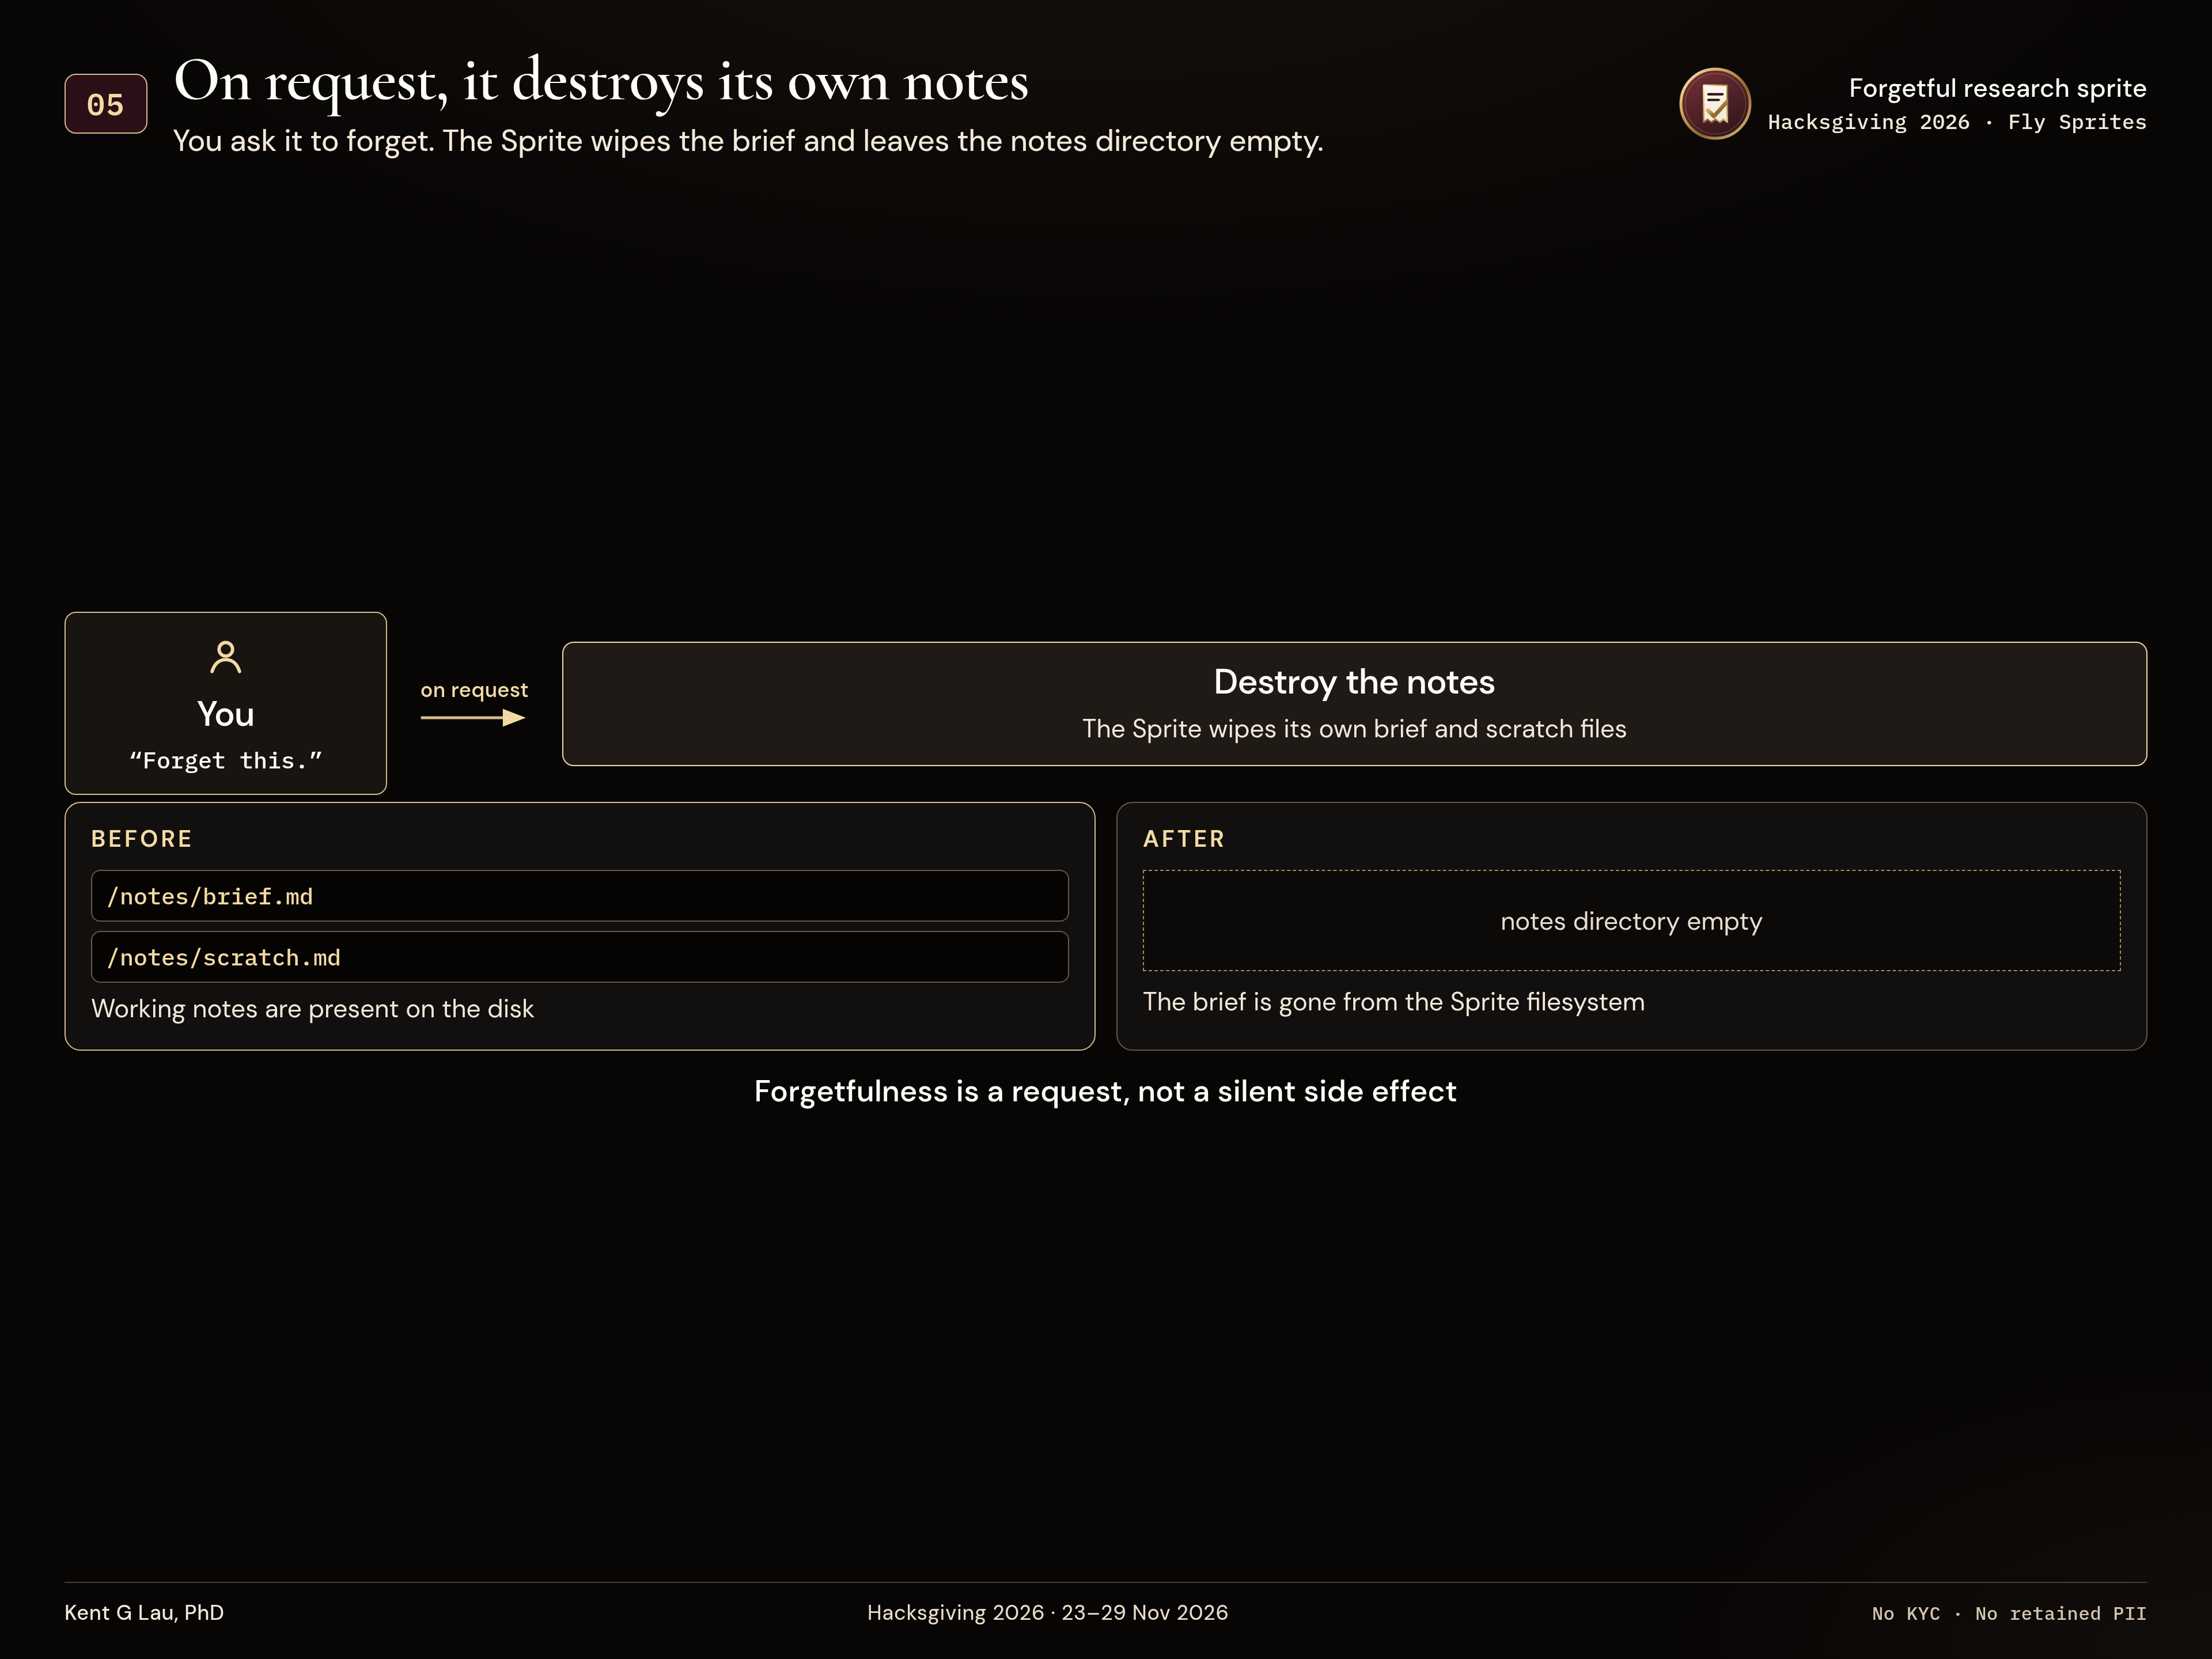 05
On request, it destroys its own notes
You ask it to forget. The Sprite wipes the brief and leaves the notes directory empty.
Forgetful research sprite
Hacksgiving 2026 · Fly Sprites
You
“Forget this.”
on request
Destroy the notes
The Sprite wipes its own brief and scratch files
BEFORE
/notes/brief.md
/notes/scratch.md
Working notes are present on the disk
AFTER
notes directory empty
The brief is gone from the Sprite filesystem
Forgetfulness is a request, not a silent side effect
Kent G Lau, PhD
Hacksgiving 2026 · 23–29 Nov 2026
No KYC · No retained PII